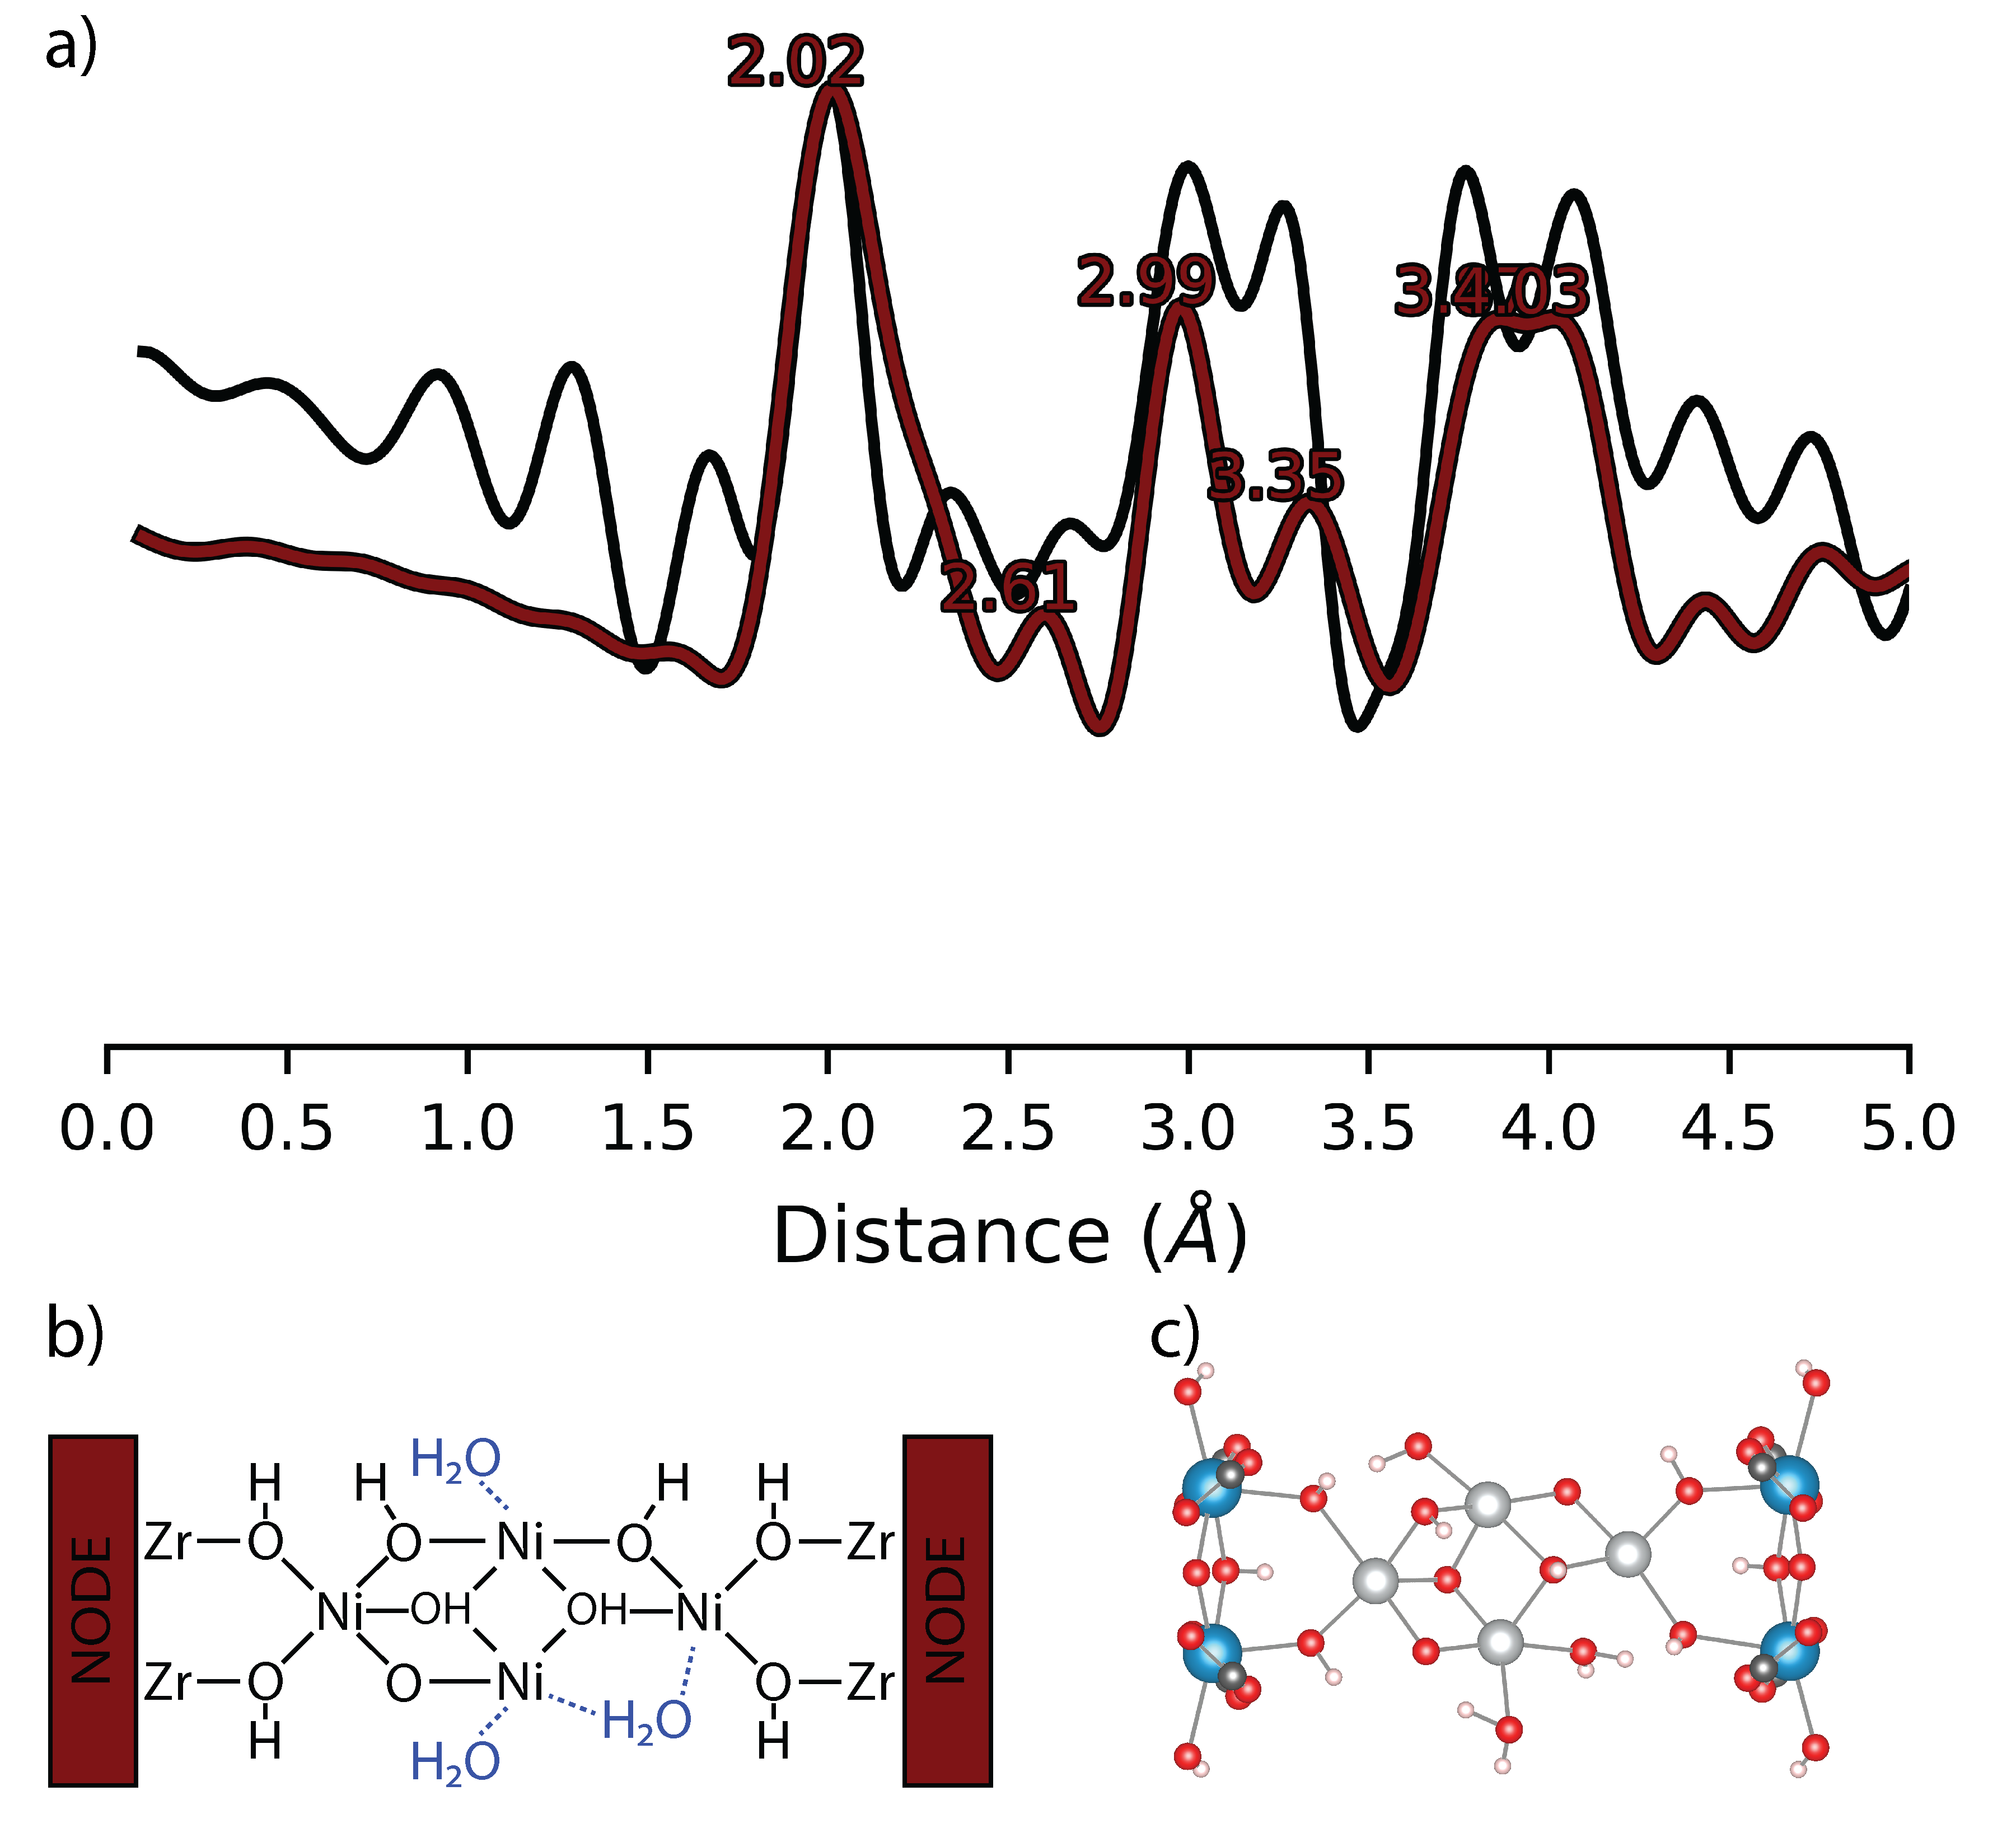 a)
2.02
2.99
3.35
2.61
4.03
0.0 0.5 1.0 1.5 2.0 2.5 3.0 3.5 4.0 4.5 5.0
Distance (Å)
b)
c)
H H H₂O H H
Zr O O Ni O O Zr
NODE Ni OH OH Ni NODE
Zr O O Ni H₂O O Zr
H H₂O H